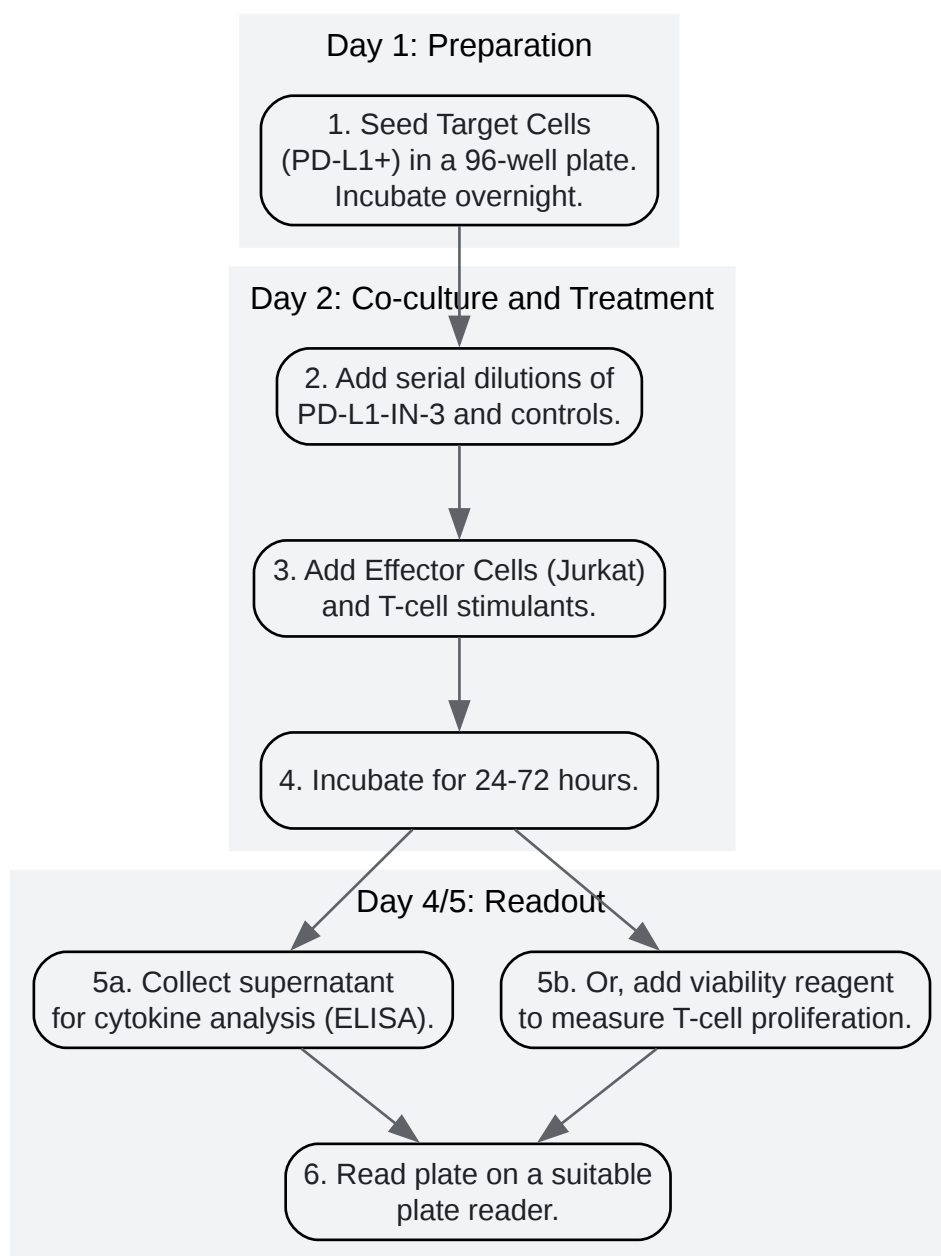 Day 1: Preparation
1. Seed Target Cells
(PD-L1+) in a 96-well plate.
Incubate overnight.
Day 2: Co-culture and Treatment
2. Add serial dilutions of
PD-L1-IN-3 and controls.
3. Add Effector Cells (Jurkat)
and T-cell stimulants.
4. Incubate for 24-72 hours.
Day 4/5: Readout
5a. Collect supernatant
for cytokine analysis (ELISA).
5b. Or, add viability reagent
to measure T-cell proliferation.
6. Read plate on a suitable
plate reader.